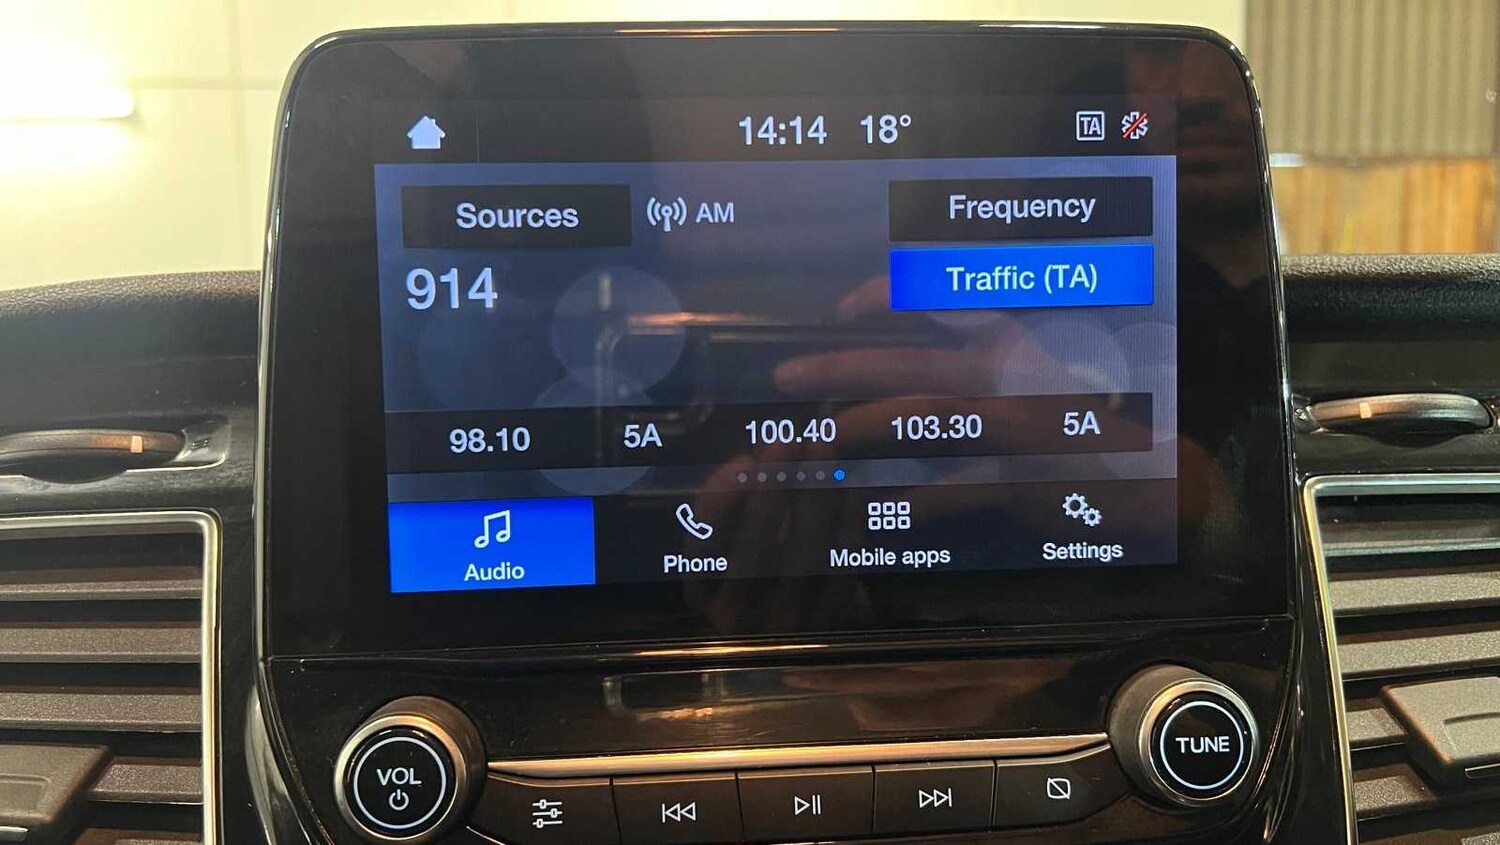 14:14 18° TA
Sources AM Frequency
914 Traffic (TA)
98.10 5A 100.40 103.30 5A
Audio Phone Mobile apps Settings
VOL TUNE